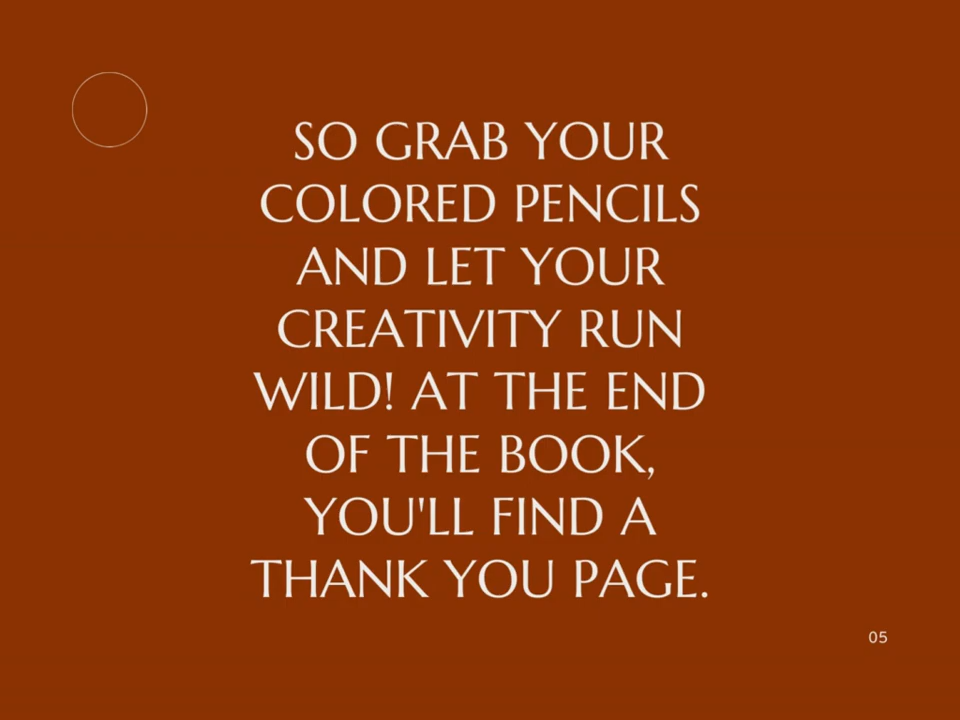 SO GRAB YOUR
COLORED PENCILS
AND LET YOUR
CREATIVITY RUN
WILD! AT THE END
OF THE BOOK,
YOU'LL FIND A
THANK YOU PAGE.
05